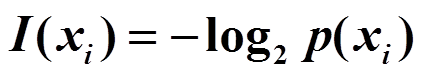 I(xᵢ) = −log₂ p(xᵢ)